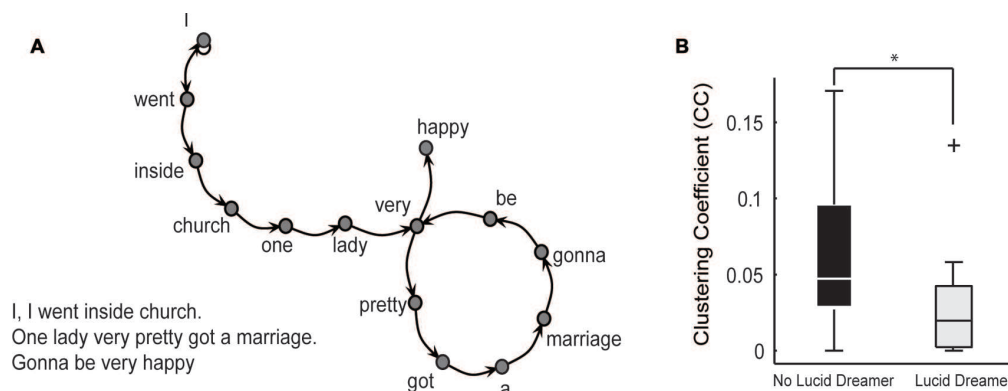 A
I
went
inside
church
one
lady
very
happy
be
gonna
marriage
a
got
pretty
I, I went inside church.
One lady very pretty got a marriage.
Gonna be very happy
B
*
Clustering Coefficient (CC)
0.15
0.1
0.05
0
+
No Lucid Dreamer
Lucid Dreame